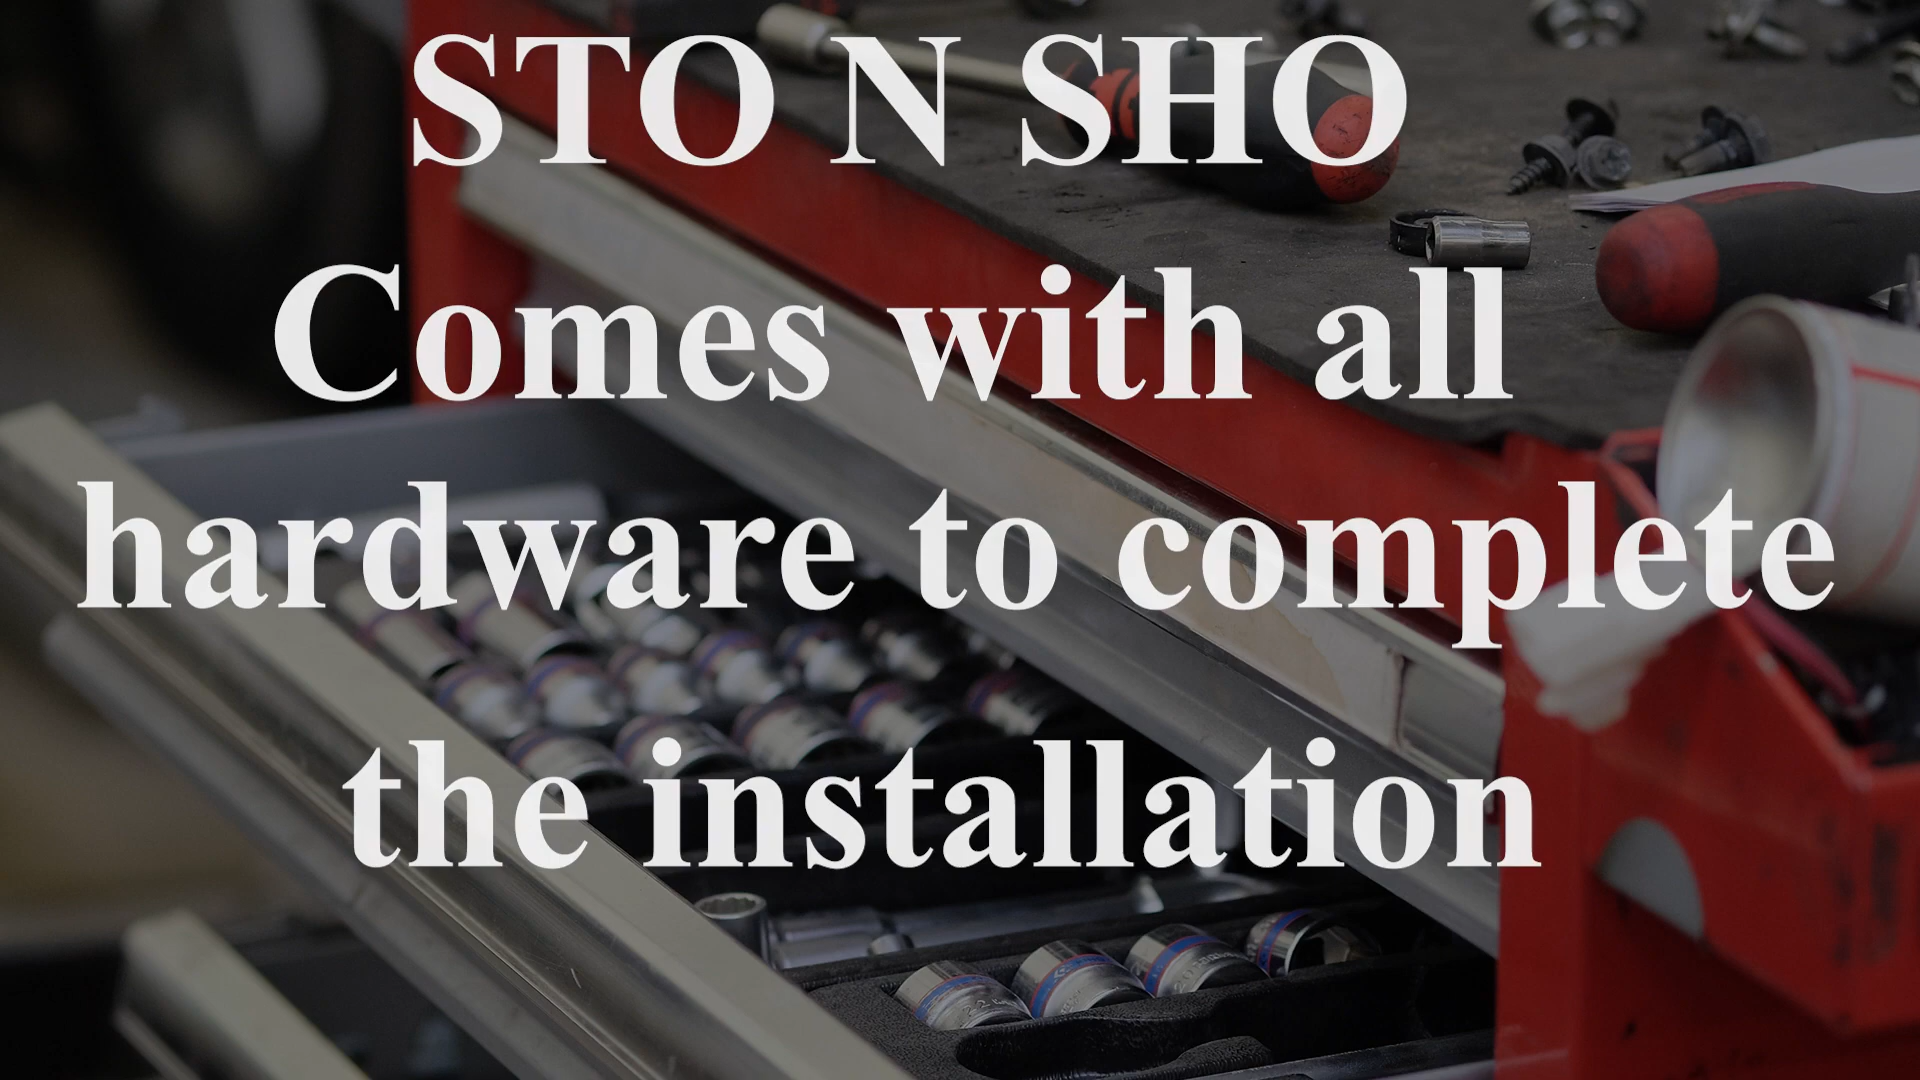 STO N SHO
Comes with all
hardware to complete
the installation